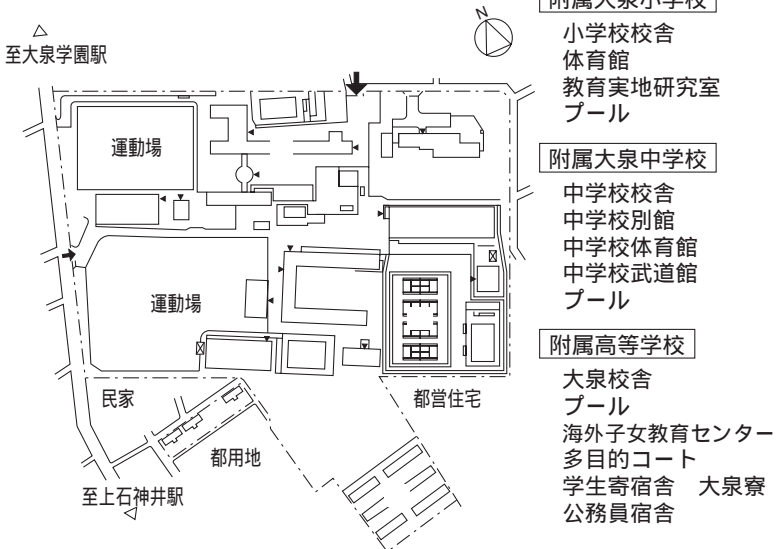 N
至大泉学園駅
運動場
運動場
民家
都営住宅
都用地
至上石神井駅
附属大泉小学校
小学校校舎
体育館
教育実地研究室
プール
附属大泉中学校
中学校校舎
中学校別館
中学校体育館
中学校武道館
プール
附属高等学校
大泉校舎
プール
海外子女教育センター
多目的コート
学生寄宿舎　大泉寮
公務員宿舎